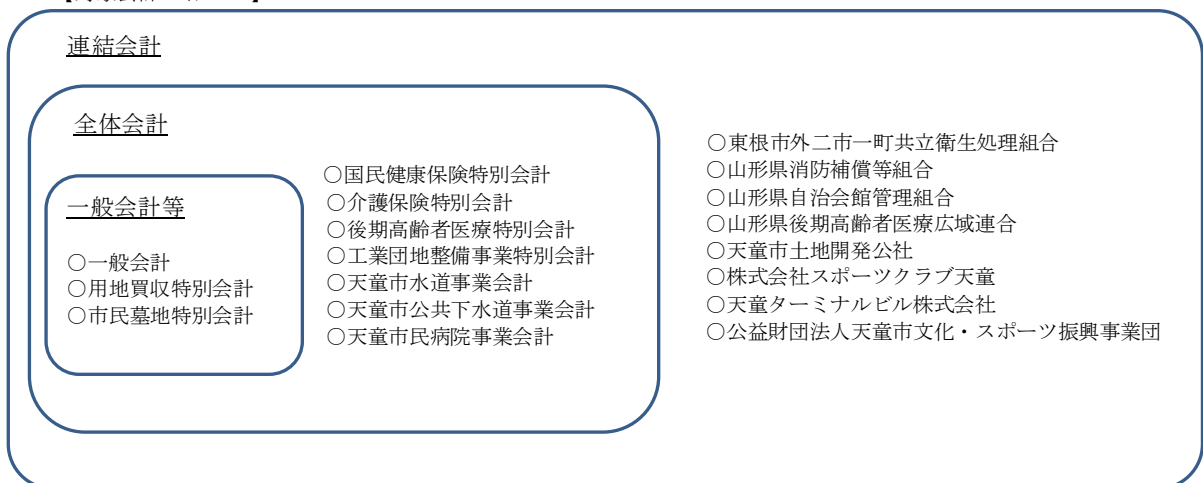 連結会計
全体会計
一般会計等
○一般会計
○用地買収特別会計
○市民墓地特別会計
○国民健康保険特別会計
○介護保険特別会計
○後期高齢者医療特別会計
○工業団地整備事業特別会計
○天童市水道事業会計
○天童市公共下水道事業会計
○天童市民病院事業会計
○東根市外二市一町共立衛生処理組合
○山形県消防補償等組合
○山形県自治会館管理組合
○山形県後期高齢者医療広域連合
○天童市土地開発公社
○株式会社スポーツクラブ天童
○天童ターミナルビル株式会社
○公益財団法人天童市文化・スポーツ振興事業団